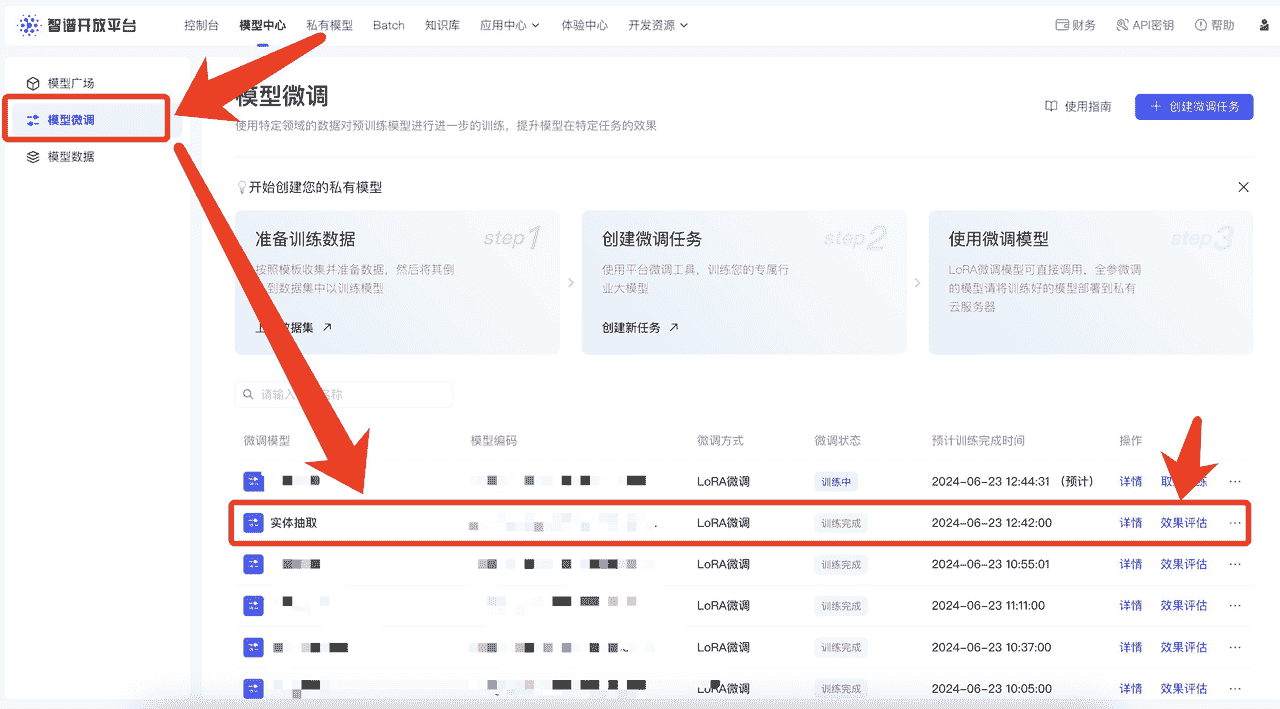 智谱开放平台
控制台 模型中心 私有模型 Batch 知识库 应用中心 体验中心 开发资源 财务 API密钥 帮助
模型广场
模型微调
模型数据
模型微调
使用特定领域的数据对预训练模型进行进一步的训练，提升模型在特定任务的效果
使用指南
+ 创建微调任务
开始创建您的私有模型
准备训练数据 step1
按照模板收集并准备数据，然后将其倒
到数据集中以训练模型
上 数据集
创建微调任务 step2
使用平台微调工具，训练您的专属行
业大模型
创建新任务
使用微调模型 step3
LoRA微调模型可直接调用，全参微调
的模型请将训练好的模型部署到私有
云服务器
请输入 名称
微调模型 模型编码 微调方式 微调状态 预计训练完成时间 操作
LoRA微调 训练中 2024-06-23 12:44:31 （预计） 详情 取 练 ···
实体抽取 LoRA微调 训练完成 2024-06-23 12:42:00 详情 效果评估 ···
LoRA微调 训练完成 2024-06-23 10:55:01 详情 效果评估 ···
LoRA微调 训练完成 2024-06-23 11:11:00 详情 效果评估 ···
LoRA微调 训练完成 2024-06-23 10:37:00 详情 效果评估 ···
LoRA微调 训练完成 2024-06-23 10:05:00 详情 效果评估 ···